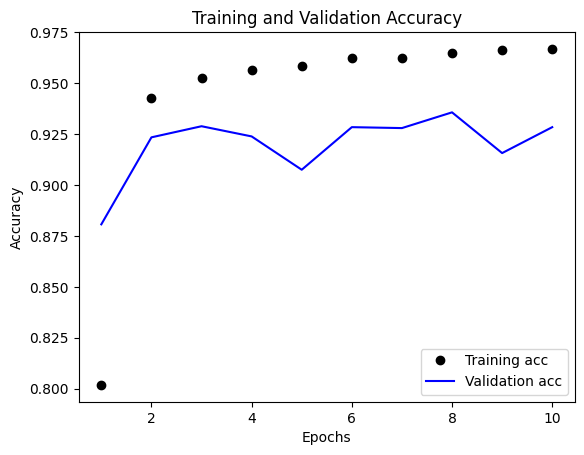 Training and Validation Accuracy
0.975
0.950
0.925
0.900
0.875
0.850
0.825
0.800
Accuracy
2 4 6 8 10
Epochs
Training acc
Validation acc